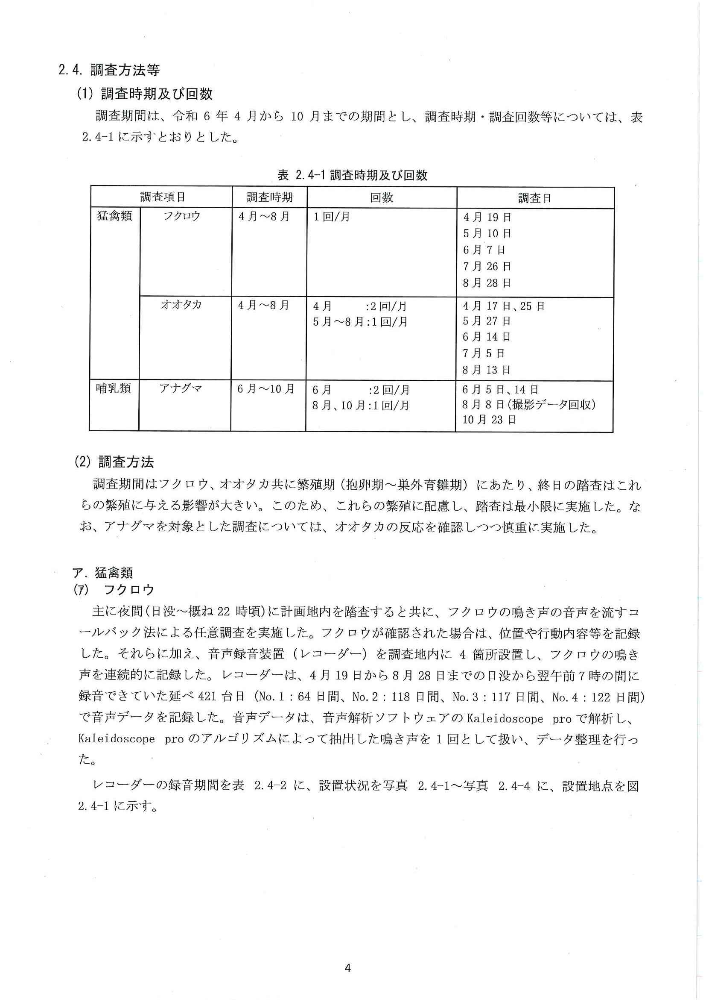 2.4. 調査方法等
(1) 調査時期及び回数
調査期間は、令和 6 年 4 月から 10 月までの期間とし、調査時期・調査回数等については、表
2.4-1 に示すとおりとした。
表 2.4-1 調査時期及び回数
調査項目 調査時期 回数 調査日
猛禽類 フクロウ 4 月～8 月 1 回/月 4 月 19 日
5 月 10 日
6 月 7 日
7 月 26 日
8 月 28 日
オオタカ 4 月～8 月 4 月 :2 回/月 4 月 17 日、25 日
5 月～8 月:1 回/月 5 月 27 日
6 月 14 日
7 月 5 日
8 月 13 日
哺乳類 アナグマ 6 月～10 月 6 月 :2 回/月 6 月 5 日、14 日
8 月、10 月:1 回/月 8 月 8 日(撮影データ回収)
10 月 23 日
(2) 調査方法
調査期間はフクロウ、オオタカ共に繁殖期（抱卵期～巣外育雛期）にあたり、終日の踏査はこれ
らの繁殖に与える影響が大きい。このため、これらの繁殖に配慮し、踏査は最小限に実施した。な
お、アナグマを対象とした調査については、オオタカの反応を確認しつつ慎重に実施した。
ア. 猛禽類
(ア) フクロウ
主に夜間(日没～概ね 22 時頃)に計画地内を踏査すると共に、フクロウの鳴き声の音声を流すコ
ールバック法による任意調査を実施した。フクロウが確認された場合は、位置や行動内容等を記録
した。それらに加え、音声録音装置（レコーダー）を調査地内に 4 箇所設置し、フクロウの鳴き
声を連続的に記録した。レコーダーは、4 月 19 日から 8 月 28 日までの日没から翌午前 7 時の間に
録音できていた延べ 421 台日（No.1：64 日間、No.2：118 日間、No.3：117 日間、No.4：122 日間）
で音声データを記録した。音声データは、音声解析ソフトウェアの Kaleidoscope pro で解析し、
Kaleidoscope pro のアルゴリズムによって抽出した鳴き声を 1 回として扱い、データ整理を行っ
た。
レコーダーの録音期間を表 2.4-2 に、設置状況を写真 2.4-1～写真 2.4-4 に、設置地点を図
2.4-1 に示す。
4